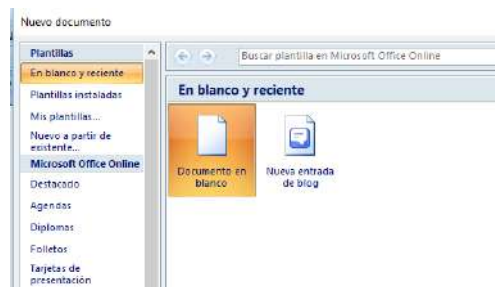 Nuevo documento
Plantillas
En blanco y reciente
Plantillas instaladas
Mis plantillas...
Nuevo a partir de
existente...
Microsoft Office Online
Destacado
Agendas
Diplomas
Folletos
Tarjetas de
presentación
Buscar plantilla en Microsoft Office Online
En blanco y reciente
Documento en
blanco
Nueva entrada
de blog